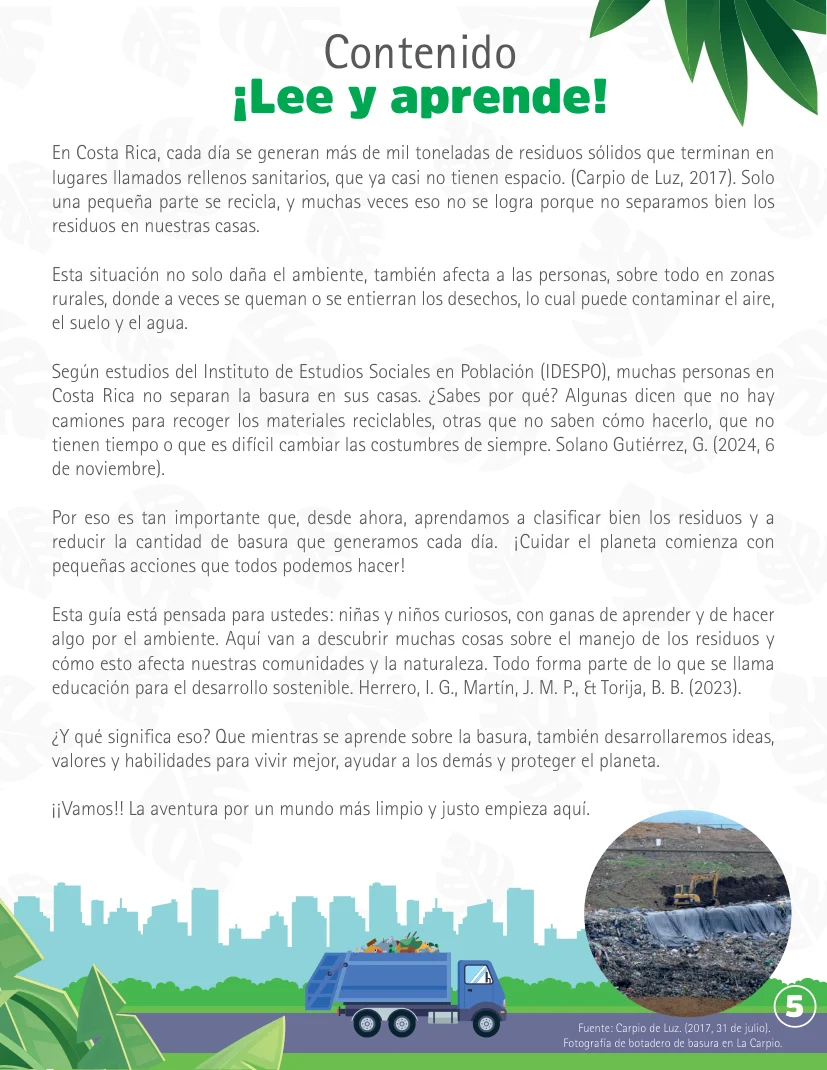 Contenido
¡Lee y aprende!
En Costa Rica, cada día se generan más de mil toneladas de residuos sólidos que terminan en
lugares llamados rellenos sanitarios, que ya casi no tienen espacio. (Carpio de Luz, 2017). Solo
una pequeña parte se recicla, y muchas veces eso no se logra porque no separamos bien los
residuos en nuestras casas.
Esta situación no solo daña el ambiente, también afecta a las personas, sobre todo en zonas
rurales, donde a veces se queman o se entierran los desechos, lo cual puede contaminar el aire,
el suelo y el agua.
Según estudios del Instituto de Estudios Sociales en Población (IDESPO), muchas personas en
Costa Rica no separan la basura en sus casas. ¿Sabes por qué? Algunas dicen que no hay
camiones para recoger los materiales reciclables, otras que no saben cómo hacerlo, que no
tienen tiempo o que es difícil cambiar las costumbres de siempre. Solano Gutiérrez, G. (2024, 6
de noviembre).
Por eso es tan importante que, desde ahora, aprendamos a clasificar bien los residuos y a
reducir la cantidad de basura que generamos cada día. ¡Cuidar el planeta comienza con
pequeñas acciones que todos podemos hacer!
Esta guía está pensada para ustedes: niñas y niños curiosos, con ganas de aprender y de hacer
algo por el ambiente. Aquí van a descubrir muchas cosas sobre el manejo de los residuos y
cómo esto afecta nuestras comunidades y la naturaleza. Todo forma parte de lo que se llama
educación para el desarrollo sostenible. Herrero, I. G., Martín, J. M. P., & Torija, B. B. (2023).
¿Y qué significa eso? Que mientras se aprende sobre la basura, también desarrollaremos ideas,
valores y habilidades para vivir mejor, ayudar a los demás y proteger el planeta.
¡¡Vamos!! La aventura por un mundo más limpio y justo empieza aquí.
5
Fuente: Carpio de Luz. (2017, 31 de julio).
Fotografía de botadero de basura en La Carpio.